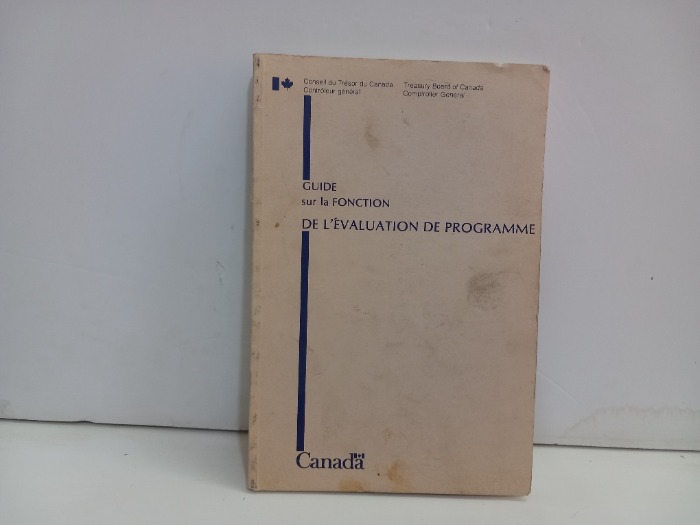 Conseil du Trésor du Canada
Contrôleur général
Treasury Board of Canada
Comptroller General
GUIDE
sur la FONCTION
DE L'ÉVALUATION DE PROGRAMME
Canada